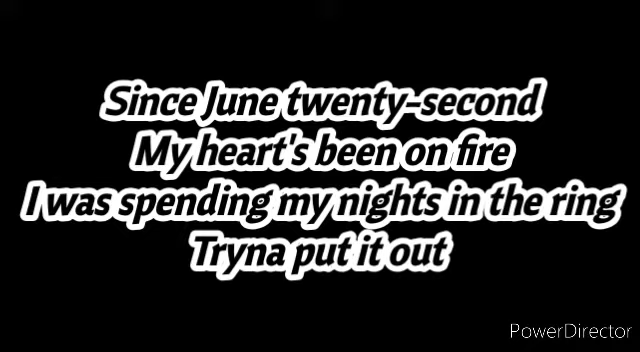 Since June twenty-second
My heart's been on fire
I was spending my nights in the ring
Tryna put it out
PowerDirector